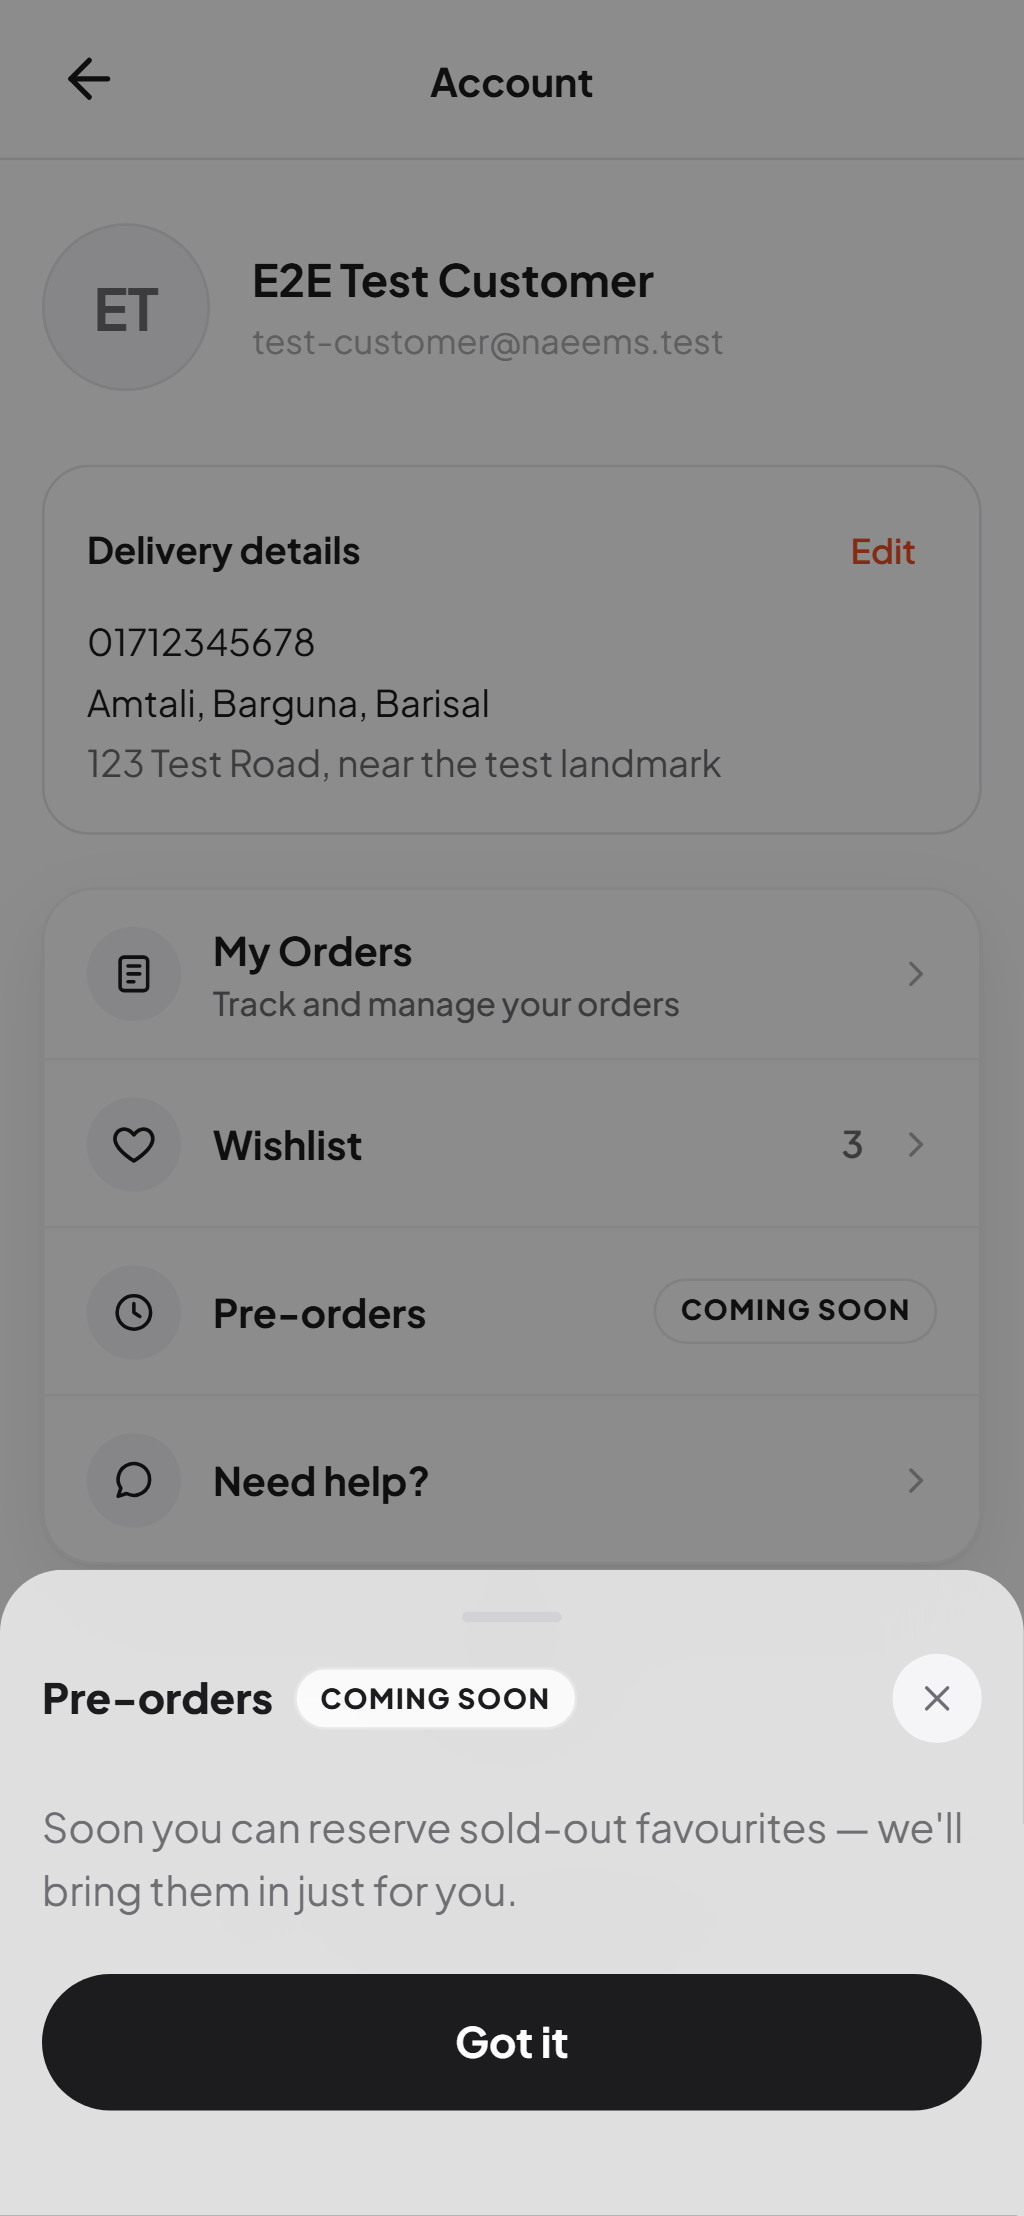 Account
ET
E2E Test Customer
test-customer@naeems.test
Delivery details
Edit
01712345678
Amtali, Barguna, Barisal
123 Test Road, near the test landmark
My Orders
Track and manage your orders
Wishlist
3
Pre-orders
COMING SOON
Need help?
Pre-orders
COMING SOON
Soon you can reserve sold-out favourites — we'll
bring them in just for you.
Got it